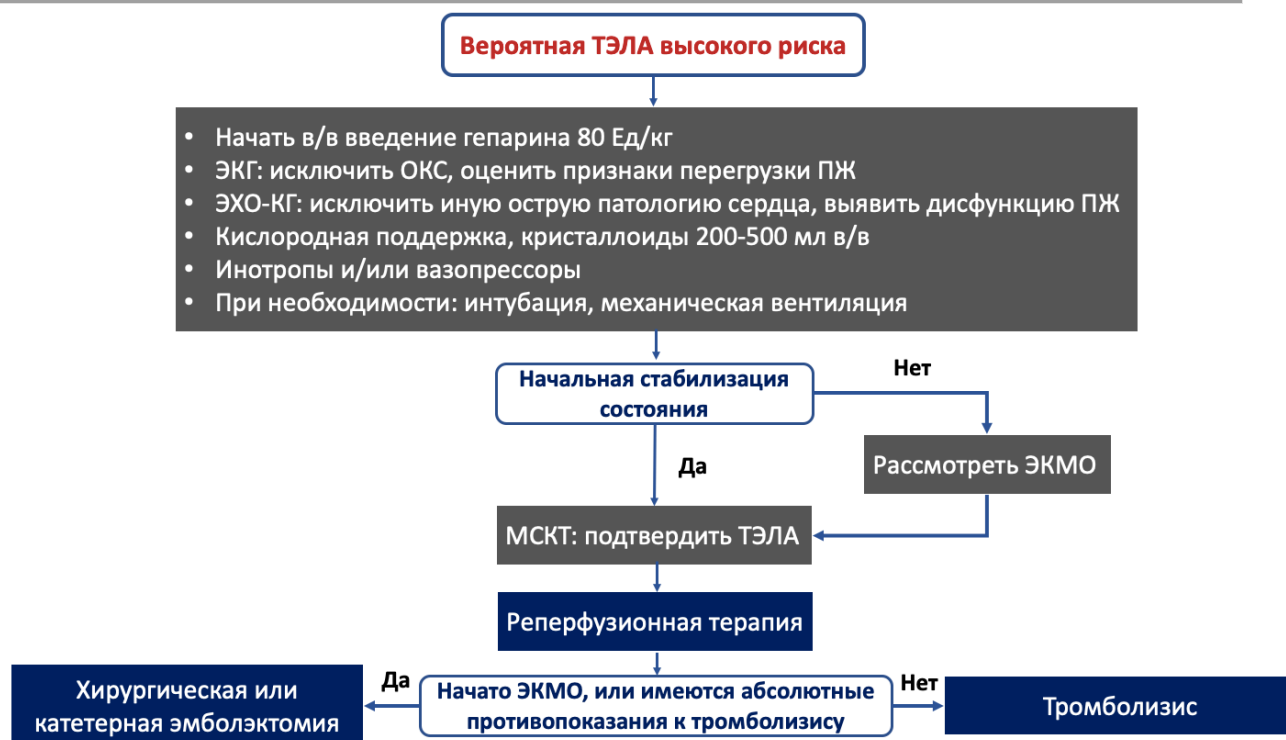 Вероятная ТЭЛА высокого риска
• Начать в/в введение гепарина 80 Ед/кг
• ЭКГ: исключить ОКС, оценить признаки перегрузки ПЖ
• ЭХО-КГ: исключить иную острую патологию сердца, выявить дисфункцию ПЖ
• Кислородная поддержка, кристаллоиды 200-500 мл в/в
• Инотропы и/или вазопрессоры
• При необходимости: интубация, механическая вентиляция
Начальная стабилизация
состояния
Нет
Рассмотреть ЭКМО
Да
МСКТ: подтвердить ТЭЛА
Реперфузионная терапия
Начато ЭКМО, или имеются абсолютные
противопоказания к тромболизису
Да
Хирургическая или
катетерная эмболэктомия
Нет
Тромболизис